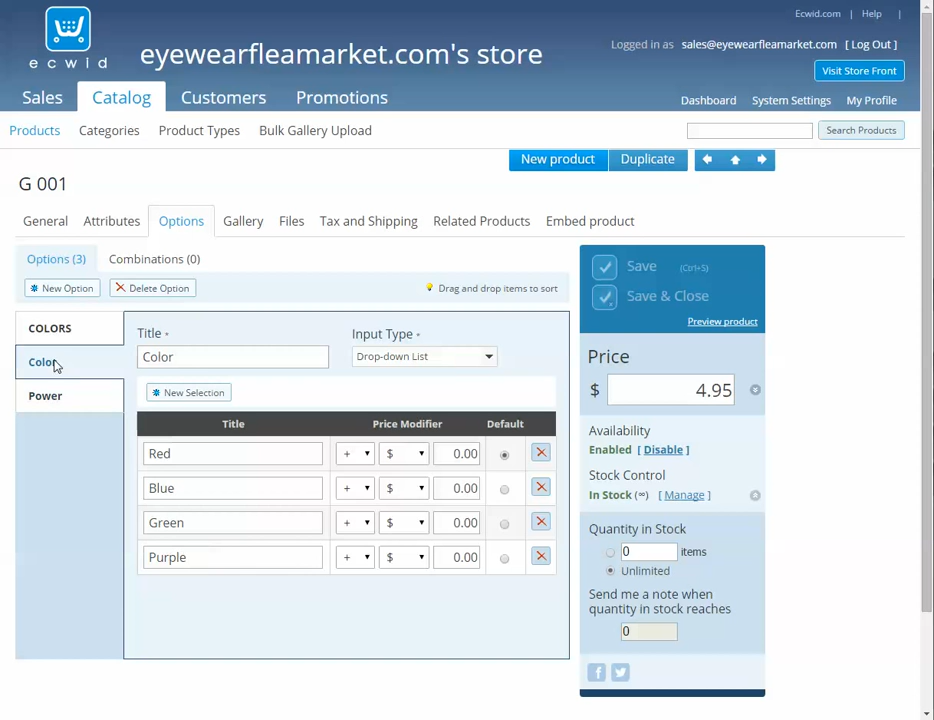 Ecwid.com | Help |
ecwid
eyewearfleamarket.com's store
Logged in as sales@eyewearfleamarket.com [ Log Out ]
Visit Store Front
Sales Catalog Customers Promotions
Dashboard System Settings My Profile
Products Categories Product Types Bulk Gallery Upload
Search Products
New product Duplicate
G 001
General Attributes Options Gallery Files Tax and Shipping Related Products Embed product
Options (3) Combinations (0)
New Option Delete Option Drag and drop items to sort
COLORS
Color
Power
Title * Input Type *
Color Drop-down List
New Selection
Title Price Modifier Default
Red + $ 0.00
Blue + $ 0.00
Green + $ 0.00
Purple + $ 0.00
Save (Ctrl+S)
Save & Close
Preview product
Price
$ 4.95
Availability
Enabled [ Disable ]
Stock Control
In Stock (∞) [ Manage ]
Quantity in Stock
0 items
Unlimited
Send me a note when
quantity in stock reaches
0